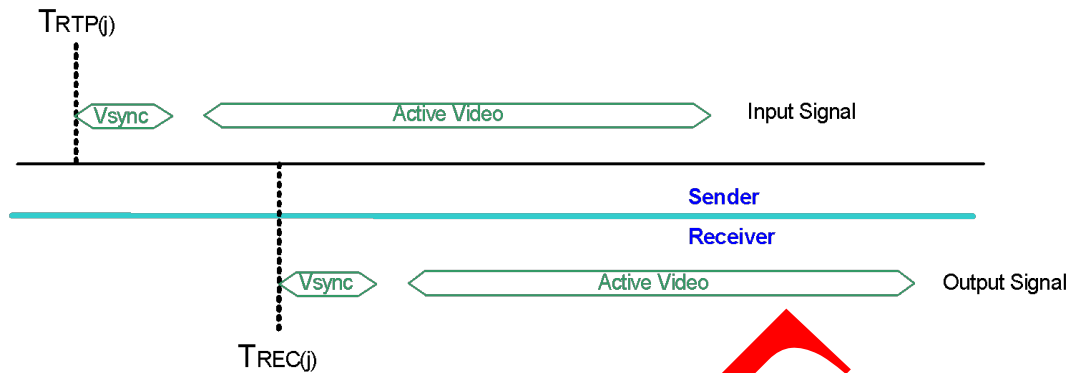 TRTP(j)
Vsync
Active Video
Input Signal
Sender
Receiver
Vsync
Active Video
Output Signal
TREC(j)